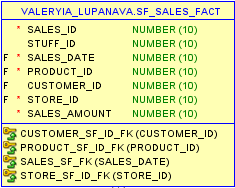 VALERYIA_LUPANAVA.SF_SALES_FACT
* SALES_ID NUMBER (10)
STUFF_ID NUMBER (10)
F * SALES_DATE NUMBER (10)
F * PRODUCT_ID NUMBER (10)
F CUSTOMER_ID NUMBER (10)
F * STORE_ID NUMBER (10)
* SALES_AMOUNT NUMBER (10)
CUSTOMER_SF_ID_FK (CUSTOMER_ID)
PRODUCT_SF_ID_FK (PRODUCT_ID)
SALES_SF_FK (SALES_DATE)
STORE_SF_ID_FK (STORE_ID)